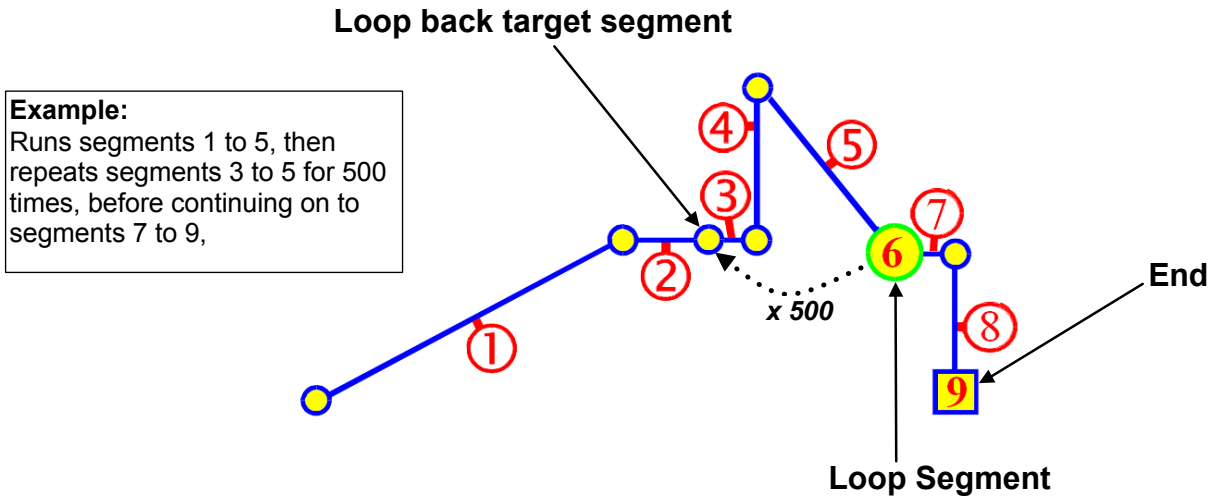 Loop back target segment
Example:
Runs segments 1 to 5, then
repeats segments 3 to 5 for 500
times, before continuing on to
segments 7 to 9,
4
5
3
7
6
2
x 500
End
1
8
9
Loop Segment